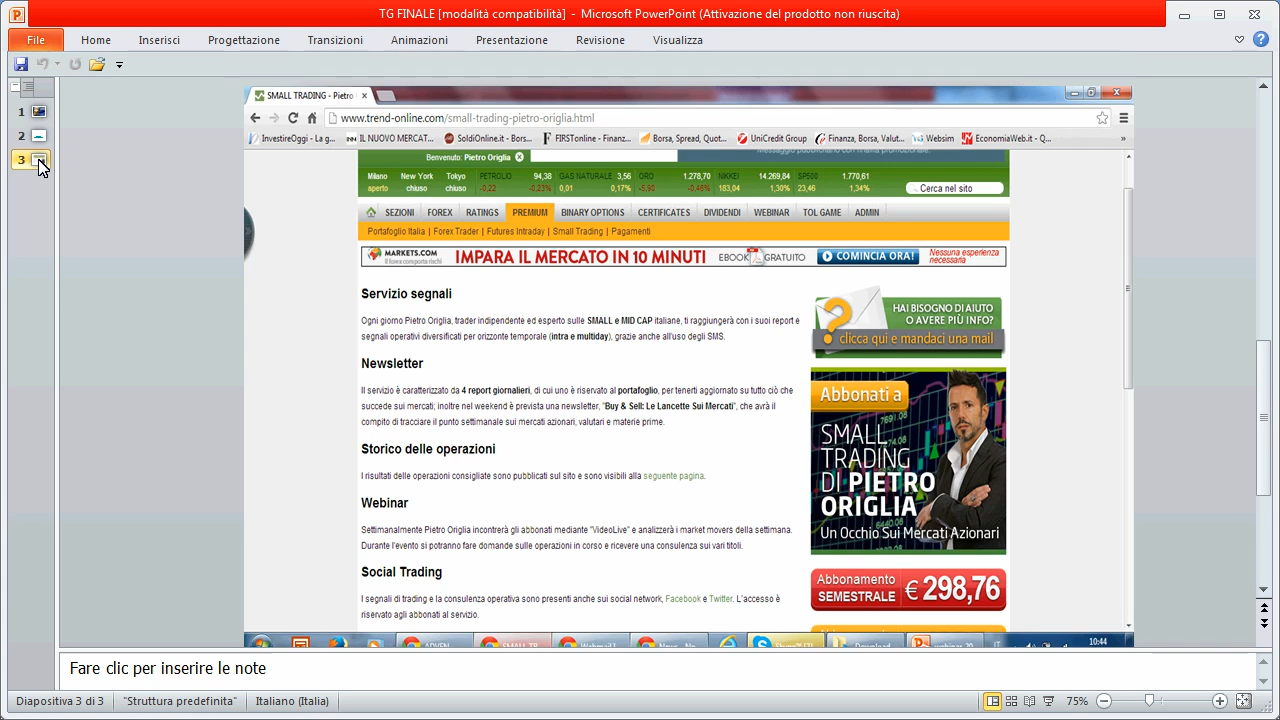 TG FINALE [modalità compatibilità] - Microsoft PowerPoint (Attivazione del prodotto non riuscita)
File Home Inserisci Progettazione Transizioni Animazioni Presentazione Revisione Visualizza
1
2
3
SMALL TRADING - Pietro
www.trend-online.com/small-trading-pietro-origlia.html
InvestireOggi - La g... IL NUOVO MERCAT... SoldiOnline.it - Bors... FIRSTonline - Finanz... Borsa, Spread, Quot... UniCredit Group Finanza, Borsa, Valut... Websim EconomiaWeb.it - Q... »
Benvenuto: Pietro Origlia
Messaggio pubblicitario con finalità promozionale.
Milano New York Tokyo PETROLIO 94,38 GAS NATURALE 3,56 ORO 1.278,70 NIKKEI 14.269,84 SP500 1.770,61
aperto chiuso chiuso -0,22 -0,23% 0,01 0,17% -5,90 -0,46% 183,04 1,30% 23,46 1,34% Cerca nel sito
SEZIONI FOREX RATINGS PREMIUM BINARY OPTIONS CERTIFICATES DIVIDENDI WEBINAR TOL GAME ADMIN
Portafoglio Italia | Forex Trader | Futures Intraday | Small Trading | Pagamenti
MARKETS.COM
il forex comporta rischi
IMPARA IL MERCATO IN 10 MINUTI EBOOK GRATUITO COMINCIA ORA! Nessuna esperienza
necessaria
Servizio segnali
Ogni giorno Pietro Origlia, trader indipendente ed esperto sulle SMALL e MID CAP italiane, ti raggiungerà con i suoi report e
segnali operativi diversificati per orizzonte temporale (intra e multiday), grazie anche all'uso degli SMS.
Newsletter
Il servizio è caratterizzato da 4 report giornalieri, di cui uno è riservato al portafoglio, per tenerti aggiornato su tutto ciò che
succede sui mercati; inoltre nel weekend è prevista una newsletter, "Buy & Sell: Le Lancette Sui Mercati", che avrà il
compito di tracciare il punto settimanale sui mercati azionari, valutari e materie prime.
Storico delle operazioni
I risultati delle operazioni consigliate sono pubblicati sul sito e sono visibili alla seguente pagina.
Webinar
Settimanalmente Pietro Origlia incontrerà gli abbonati mediante "VideoLive" e analizzerà i market movers della settimana.
Durante l'evento si potranno fare domande sulle operazioni in corso e ricevere una consulenza sui vari titoli.
Social Trading
I segnali di trading e la consulenza operativa sono presenti anche sui social network, Facebook e Twitter. L'accesso è
riservato agli abbonati al servizio.
HAI BISOGNO DI AIUTO
O AVERE PIÙ INFO?
clicca qui e mandaci una mail
Abbonati a
SMALL
TRADING
DI PIETRO
ORIGLIA
Un Occhio Sui Mercati Azionari
Abbonamento
SEMESTRALE € 298,76
10:44
Fare clic per inserire le note
Diapositiva 3 di 3 "Struttura predefinita" Italiano (Italia) 75%